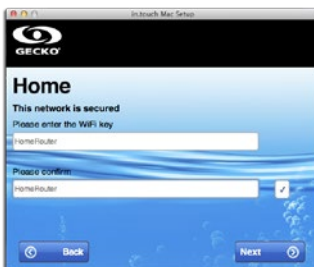 in.touch Mac Setup
GECKO
Home
This network is secured
Please enter the WiFi key
HomeRouter
Please confirm
HomeRouter
Back
Next